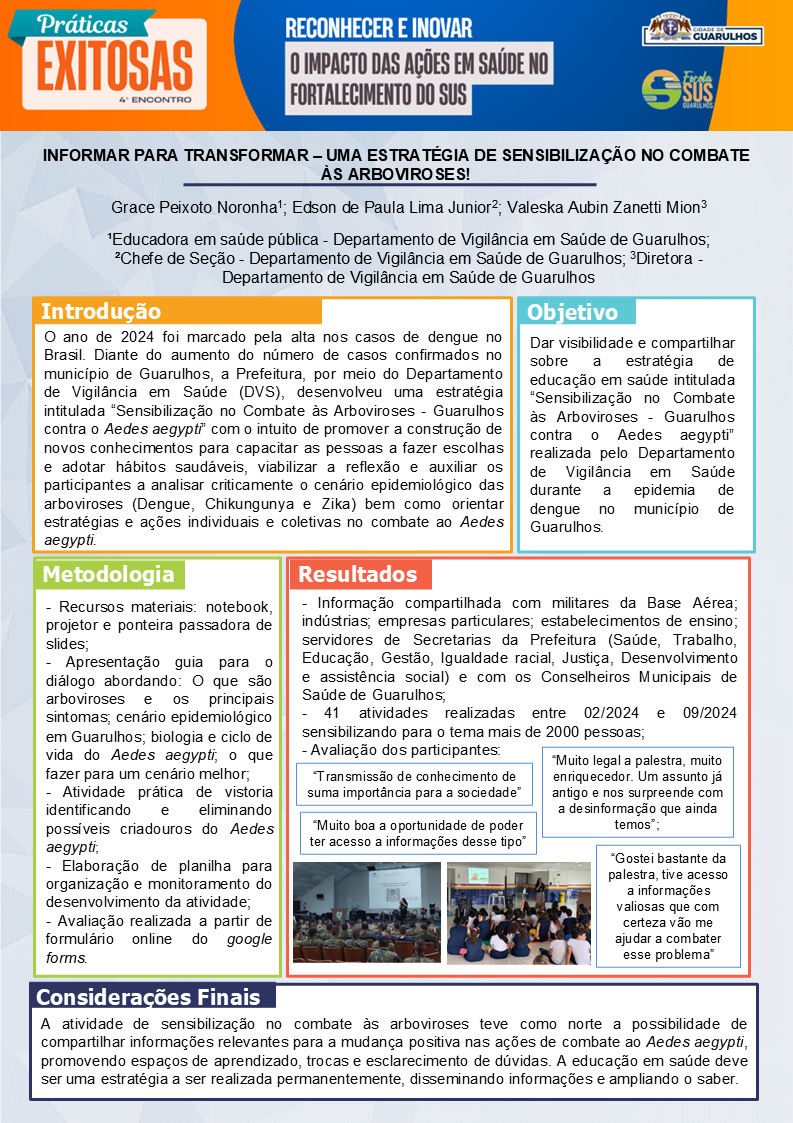 Práticas
EXITOSAS
4º ENCONTRO
RECONHECER E INOVAR
O IMPACTO DAS AÇÕES EM SAÚDE NO
FORTALECIMENTO DO SUS
CIDADE DE
GUARULHOS
Escola
SUS
GUARULHOS
INFORMAR PARA TRANSFORMAR – UMA ESTRATÉGIA DE SENSIBILIZAÇÃO NO COMBATE
ÀS ARBOVIROSES!
Grace Peixoto Noronha¹; Edson de Paula Lima Junior²; Valeska Aubin Zanetti Mion³
¹Educadora em saúde pública - Departamento de Vigilância em Saúde de Guarulhos;
²Chefe de Seção - Departamento de Vigilância em Saúde de Guarulhos; ³Diretora -
Departamento de Vigilância em Saúde de Guarulhos
Introdução
O ano de 2024 foi marcado pela alta nos casos de dengue no
Brasil. Diante do aumento do número de casos confirmados no
município de Guarulhos, a Prefeitura, por meio do Departamento
de Vigilância em Saúde (DVS), desenvolveu uma estratégia
intitulada “Sensibilização no Combate às Arboviroses - Guarulhos
contra o Aedes aegypti” com o intuito de promover a construção de
novos conhecimentos para capacitar as pessoas a fazer escolhas
e adotar hábitos saudáveis, viabilizar a reflexão e auxiliar os
participantes a analisar criticamente o cenário epidemiológico das
arboviroses (Dengue, Chikungunya e Zika) bem como orientar
estratégias e ações individuais e coletivas no combate ao Aedes
aegypti.
Objetivo
Dar visibilidade e compartilhar
sobre a estratégia de
educação em saúde intitulada
“Sensibilização no Combate
às Arboviroses - Guarulhos
contra o Aedes aegypti”
realizada pelo Departamento
de Vigilância em Saúde
durante a epidemia de
dengue no município de
Guarulhos.
Metodologia
- Recursos materiais: notebook,
projetor e ponteira passadora de
slides;
- Apresentação guia para o
diálogo abordando: O que são
arboviroses e os principais
sintomas; cenário epidemiológico
em Guarulhos; biologia e ciclo de
vida do Aedes aegypti; o que
fazer para um cenário melhor;
- Atividade prática de vistoria
identificando e eliminando
possíveis criadouros do Aedes
aegypti;
- Elaboração de planilha para
organização e monitoramento do
desenvolvimento da atividade;
- Avaliação realizada a partir de
formulário online do google
forms.
Resultados
- Informação compartilhada com militares da Base Aérea;
indústrias; empresas particulares; estabelecimentos de ensino;
servidores de Secretarias da Prefeitura (Saúde, Trabalho,
Educação, Gestão, Igualdade racial, Justiça, Desenvolvimento
e assistência social) e com os Conselheiros Municipais de
Saúde de Guarulhos;
- 41 atividades realizadas entre 02/2024 e 09/2024
sensibilizando para o tema mais de 2000 pessoas;
- Avaliação dos participantes:
“Transmissão de conhecimento de
suma importância para a sociedade”
“Muito legal a palestra, muito
enriquecedor. Um assunto já
antigo e nos surpreende com
a desinformação que ainda
temos”;
“Muito boa a oportunidade de poder
ter acesso a informações desse tipo”
“Gostei bastante da
palestra, tive acesso
a informações
valiosas que com
certeza vão me
ajudar a combater
esse problema”
Considerações Finais
A atividade de sensibilização no combate às arboviroses teve como norte a possibilidade de
compartilhar informações relevantes para a mudança positiva nas ações de combate ao Aedes aegypti,
promovendo espaços de aprendizado, trocas e esclarecimento de dúvidas. A educação em saúde deve
ser uma estratégia a ser realizada permanentemente, disseminando informações e ampliando o saber.